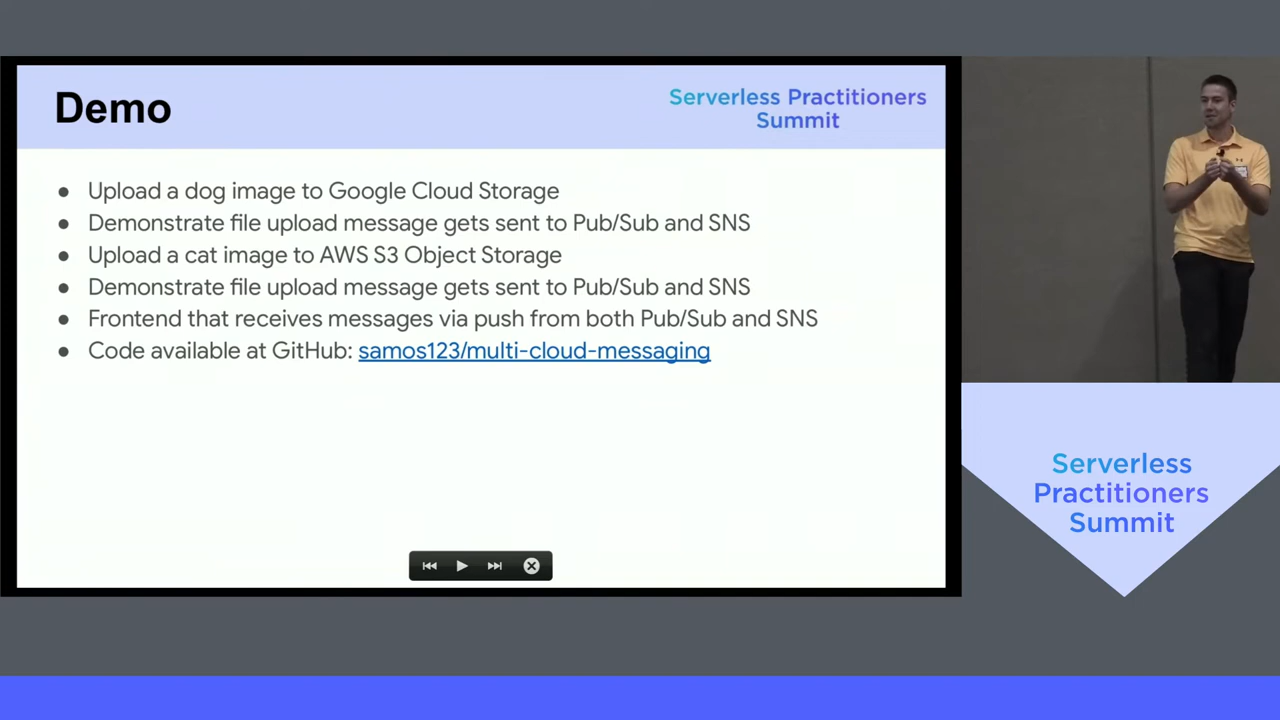 Demo
Serverless Practitioners
Summit
● Upload a dog image to Google Cloud Storage
● Demonstrate file upload message gets sent to Pub/Sub and SNS
● Upload a cat image to AWS S3 Object Storage
● Demonstrate file upload message gets sent to Pub/Sub and SNS
● Frontend that receives messages via push from both Pub/Sub and SNS
● Code available at GitHub: samos123/multi-cloud-messaging
Serverless
Practitioners
Summit